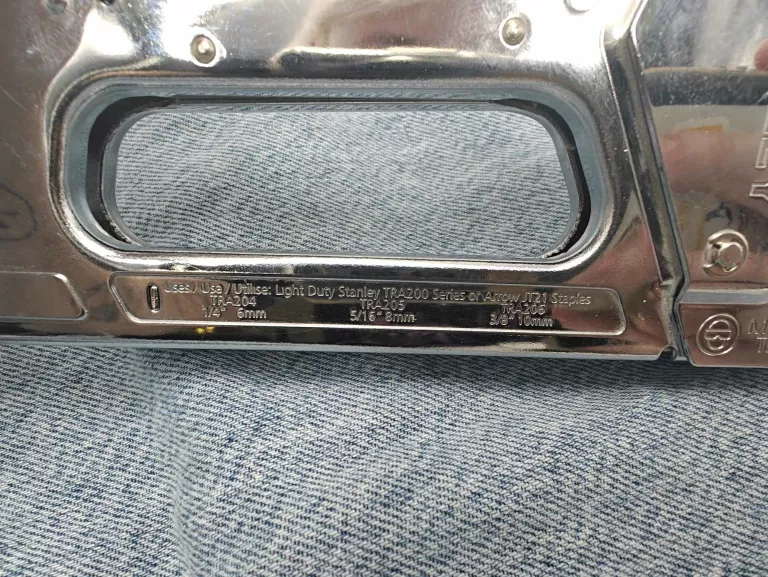 Uses/ Usa/ Utilise: Light Duty Stanley TRA200 Series or Arrow JT21 Staples
TRA204 TRA205 TRA206
1/4" 6mm 5/16" 8mm 3/8" 10mm